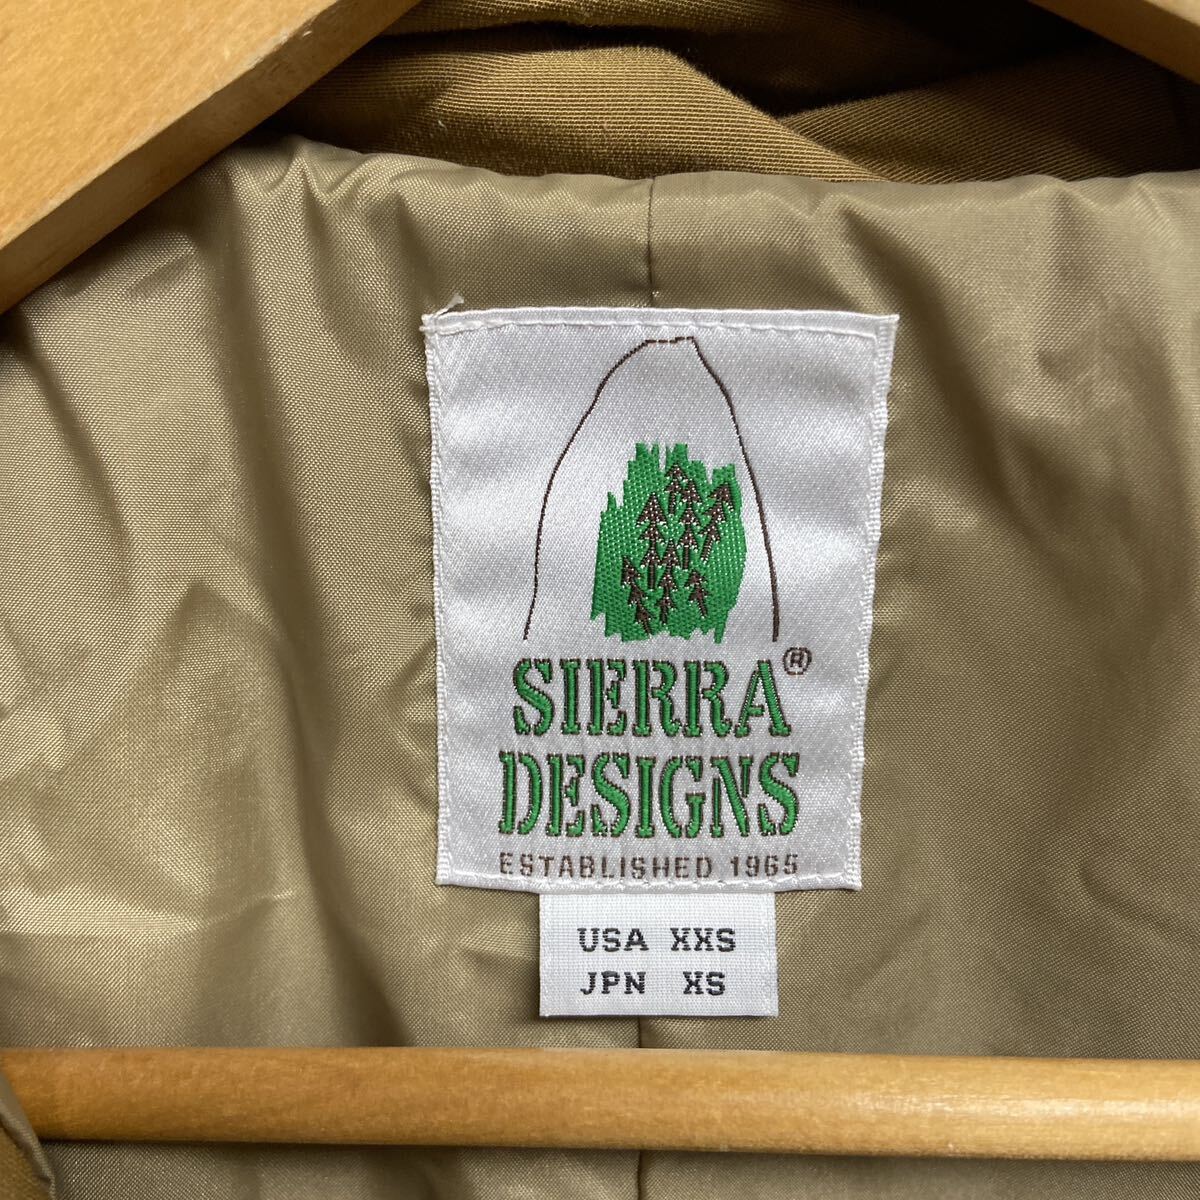 SIERRA®
DESIGNS
ESTABLISHED 1965
USA XXS
JPN XS